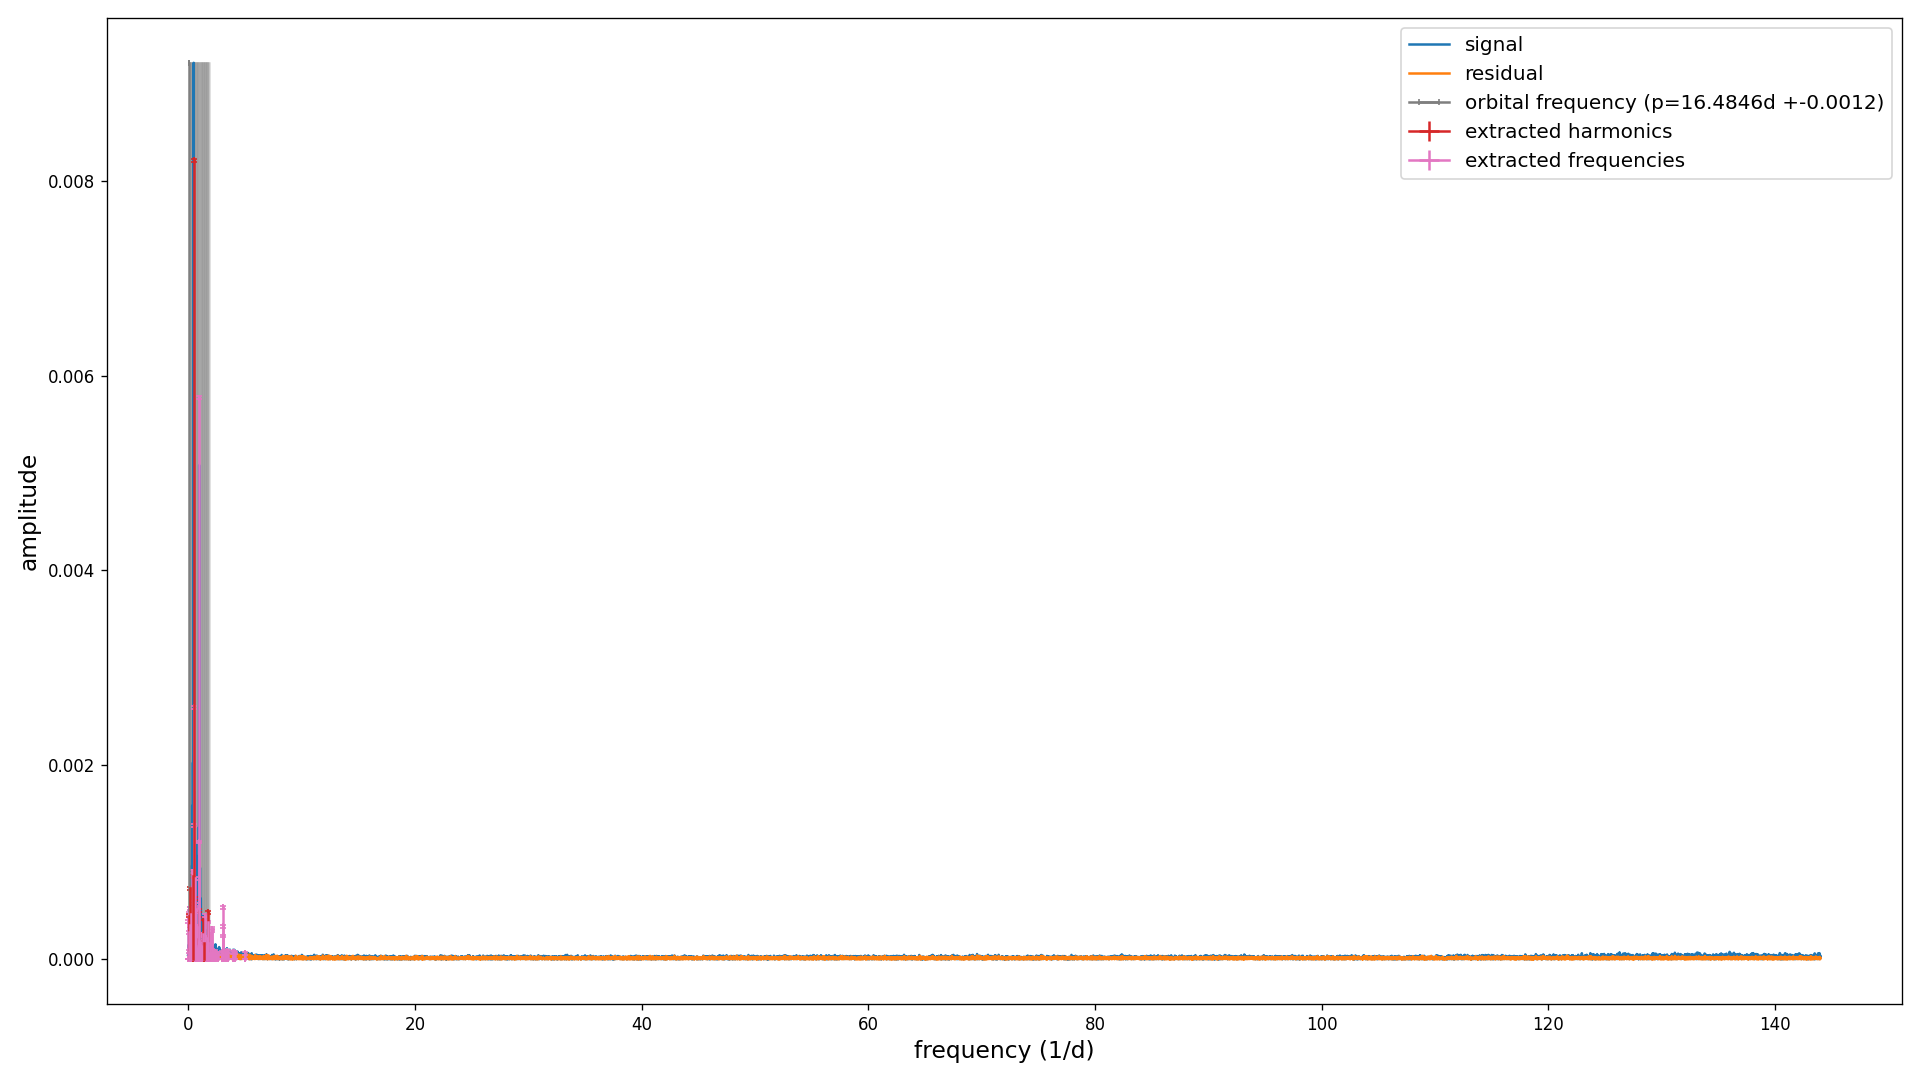 signal
residual
orbital frequency (p=16.4846d +-0.0012)
extracted harmonics
extracted frequencies
0.008
0.006
0.004
0.002
0.000
amplitude
0 20 40 60 80 100 120 140
frequency (1/d)